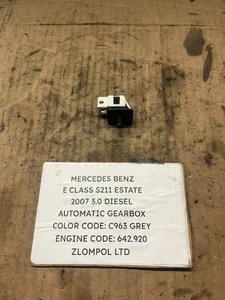 MERCEDES BENZ
E CLASS S211 ESTATE
2007 3.0 DIESEL
AUTOMATIC GEARBOX
COLOR CODE: C963 GREY
ENGINE CODE: 642.920
ZLOMPOL LTD